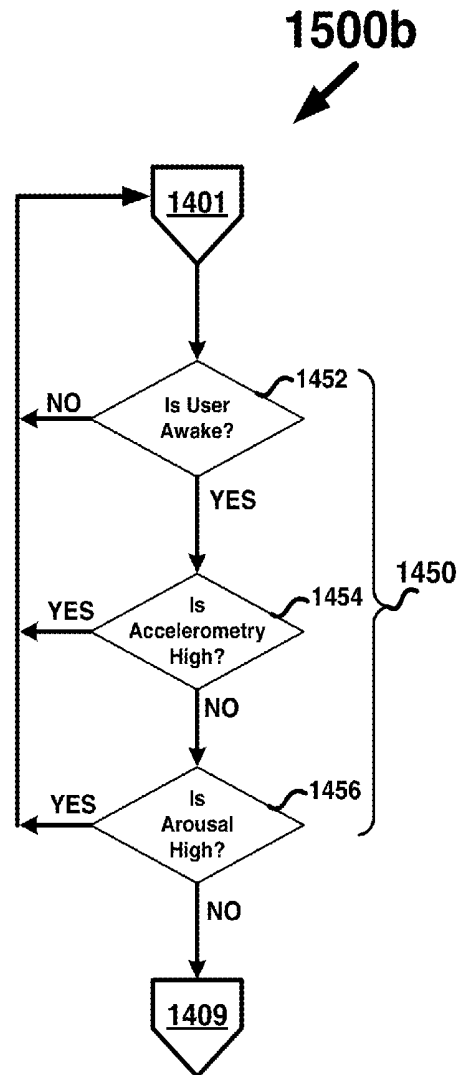 1500b
1401
1452
Is User
Awake?
NO
YES
1450
1454
Is
Accelerometry
High?
YES
NO
1456
Is
Arousal
High?
YES
NO
1409